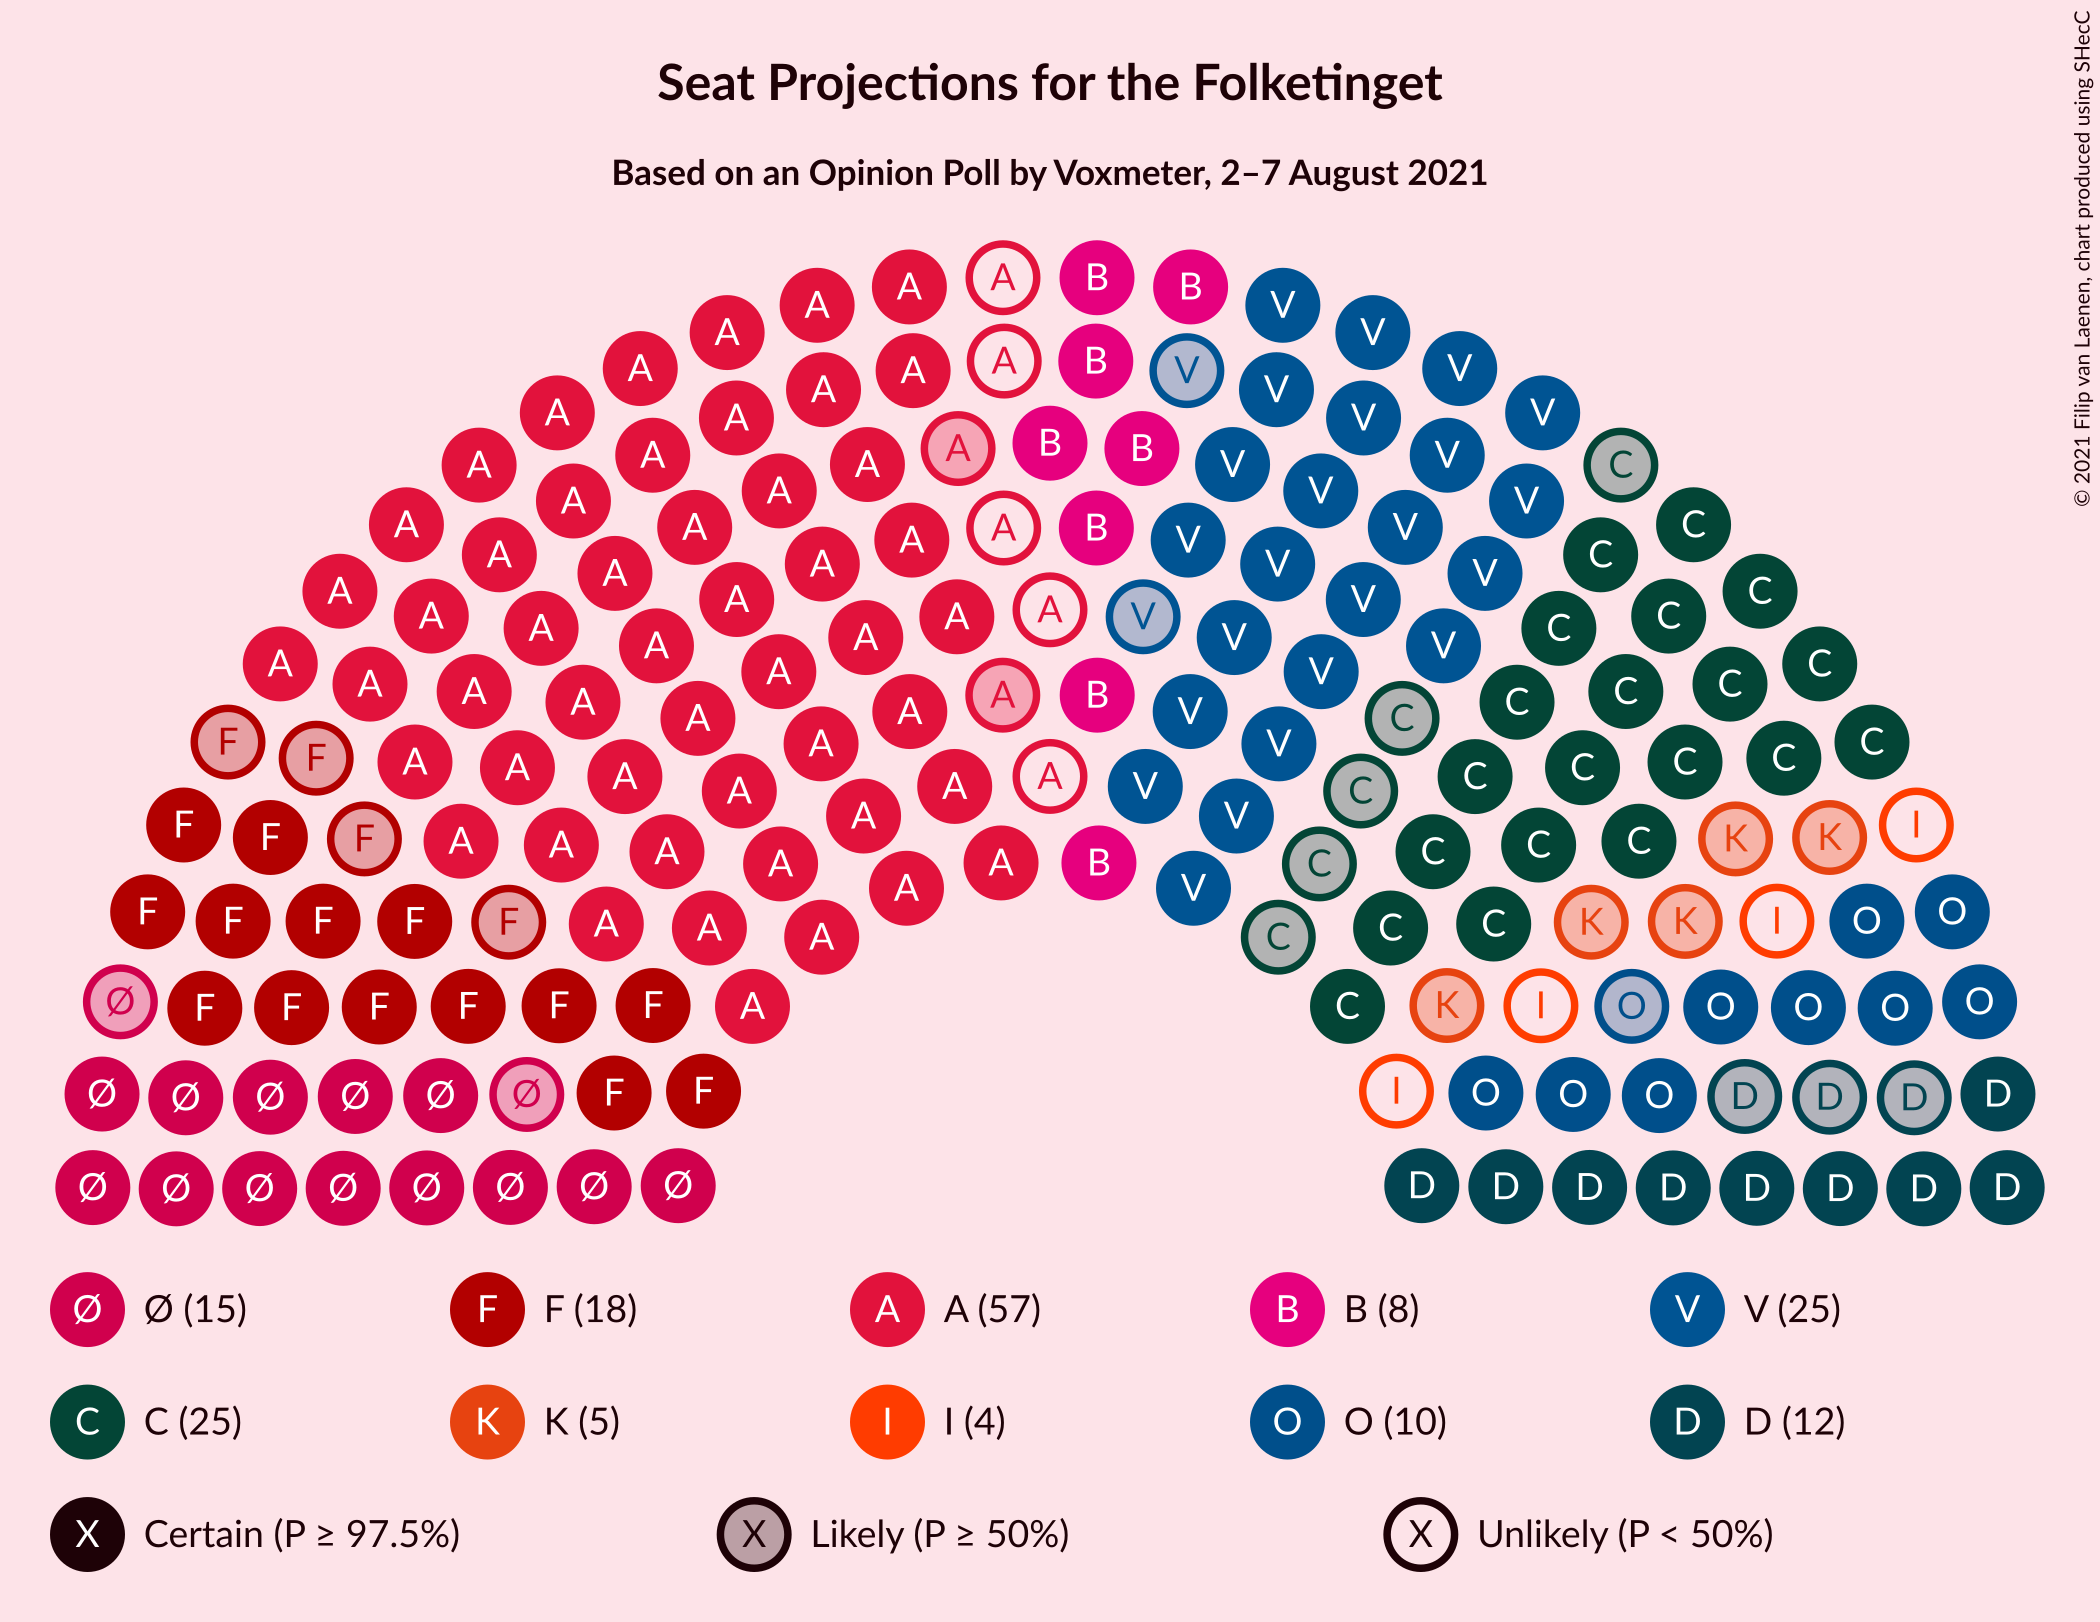 Seat Projections for the Folketinget
Based on an Opinion Poll by Voxmeter, 2–7 August 2021
© 2021 Filip van Laenen, chart produced using SHecC
A A B B
A V
A V
A A A B V V
A V
A A V V
A A A A B B V V C
A A V V
A A A B V C
A A V C
A A V V
A A V C
A A A V C
A A A V V C
A A V C
A A A A A A B V C C C C
F F A A A V C C C C
A A A A V C C
F A V I
F F A A A A A B C C C C K K
A V
F F F F F A A A C C C K K I O O
Ø F F F F F F A C K I O O O O O
Ø Ø Ø Ø Ø Ø F F I O O O D D D D
Ø Ø Ø Ø Ø Ø Ø Ø D D D D D D D D
Ø Ø (15) F F (18) A A (57) B B (8) V V (25)
C C (25) K K (5) I I (4) O O (10) D D (12)
X Certain (P ≥ 97.5%) X Likely (P ≥ 50%) X Unlikely (P < 50%)